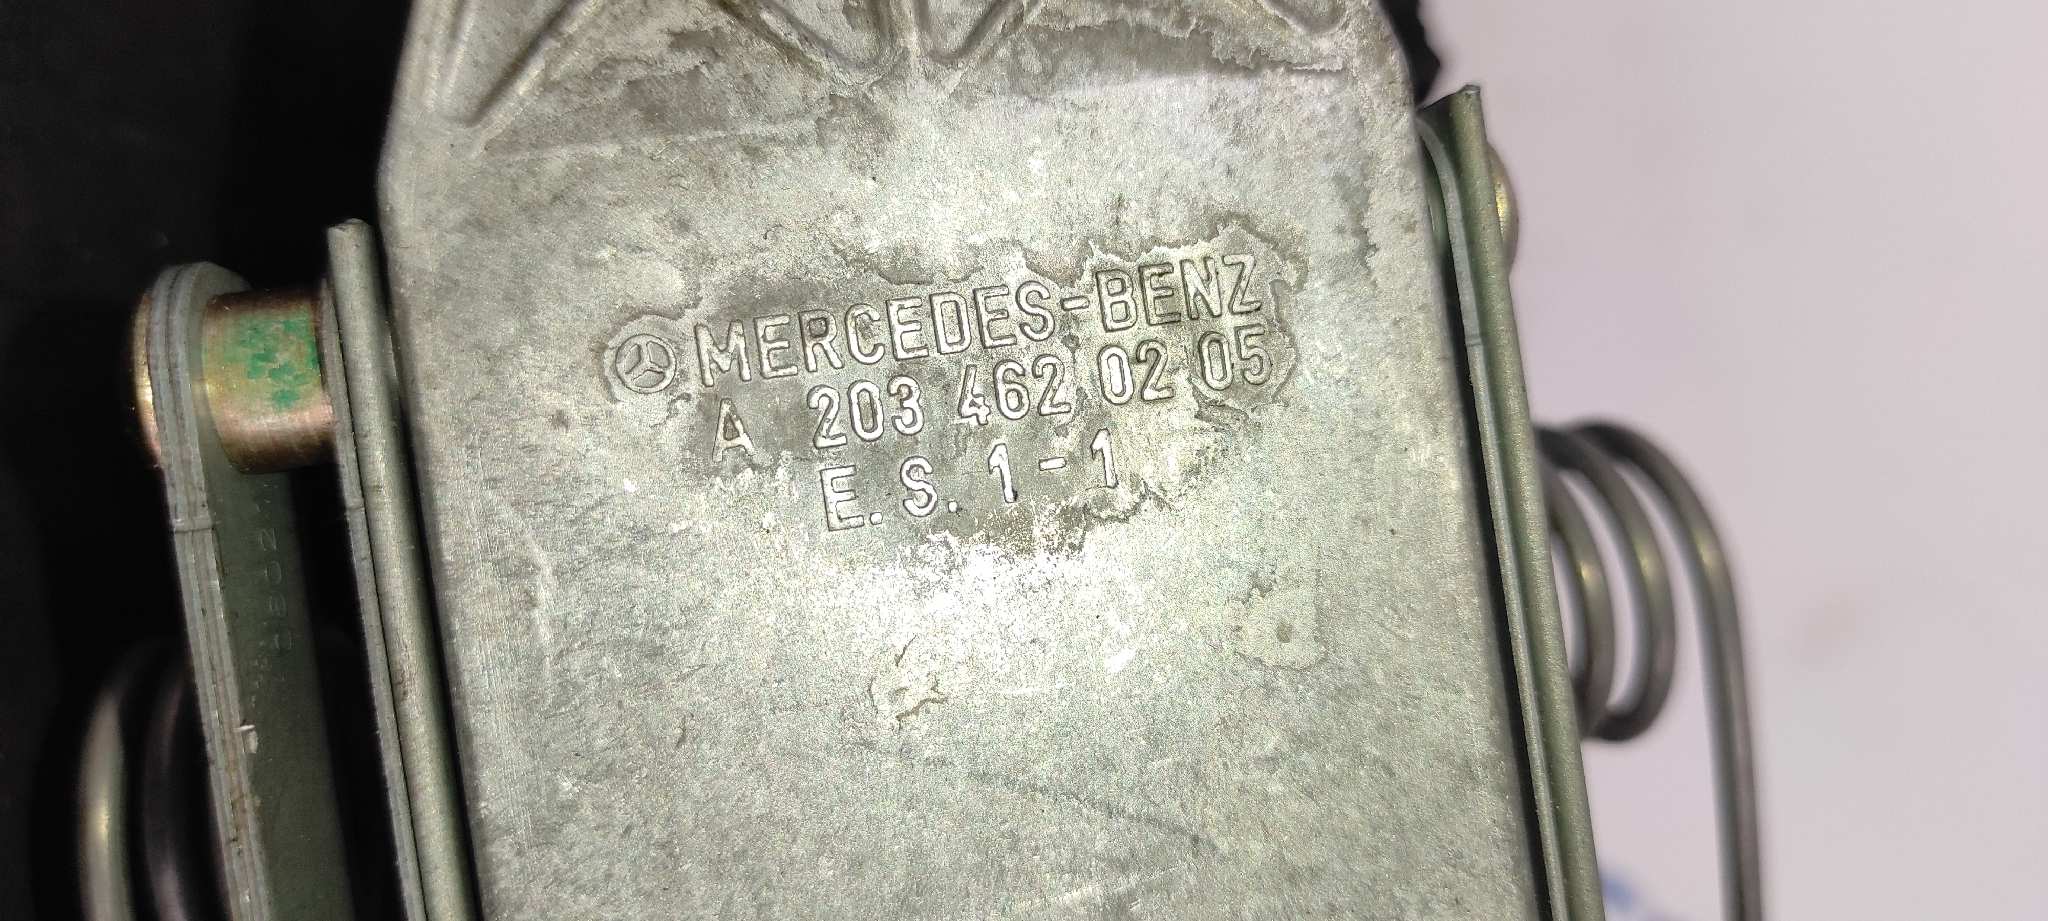 MERCEDES-BENZ
A 203 462 02 05
E. S. 1-1